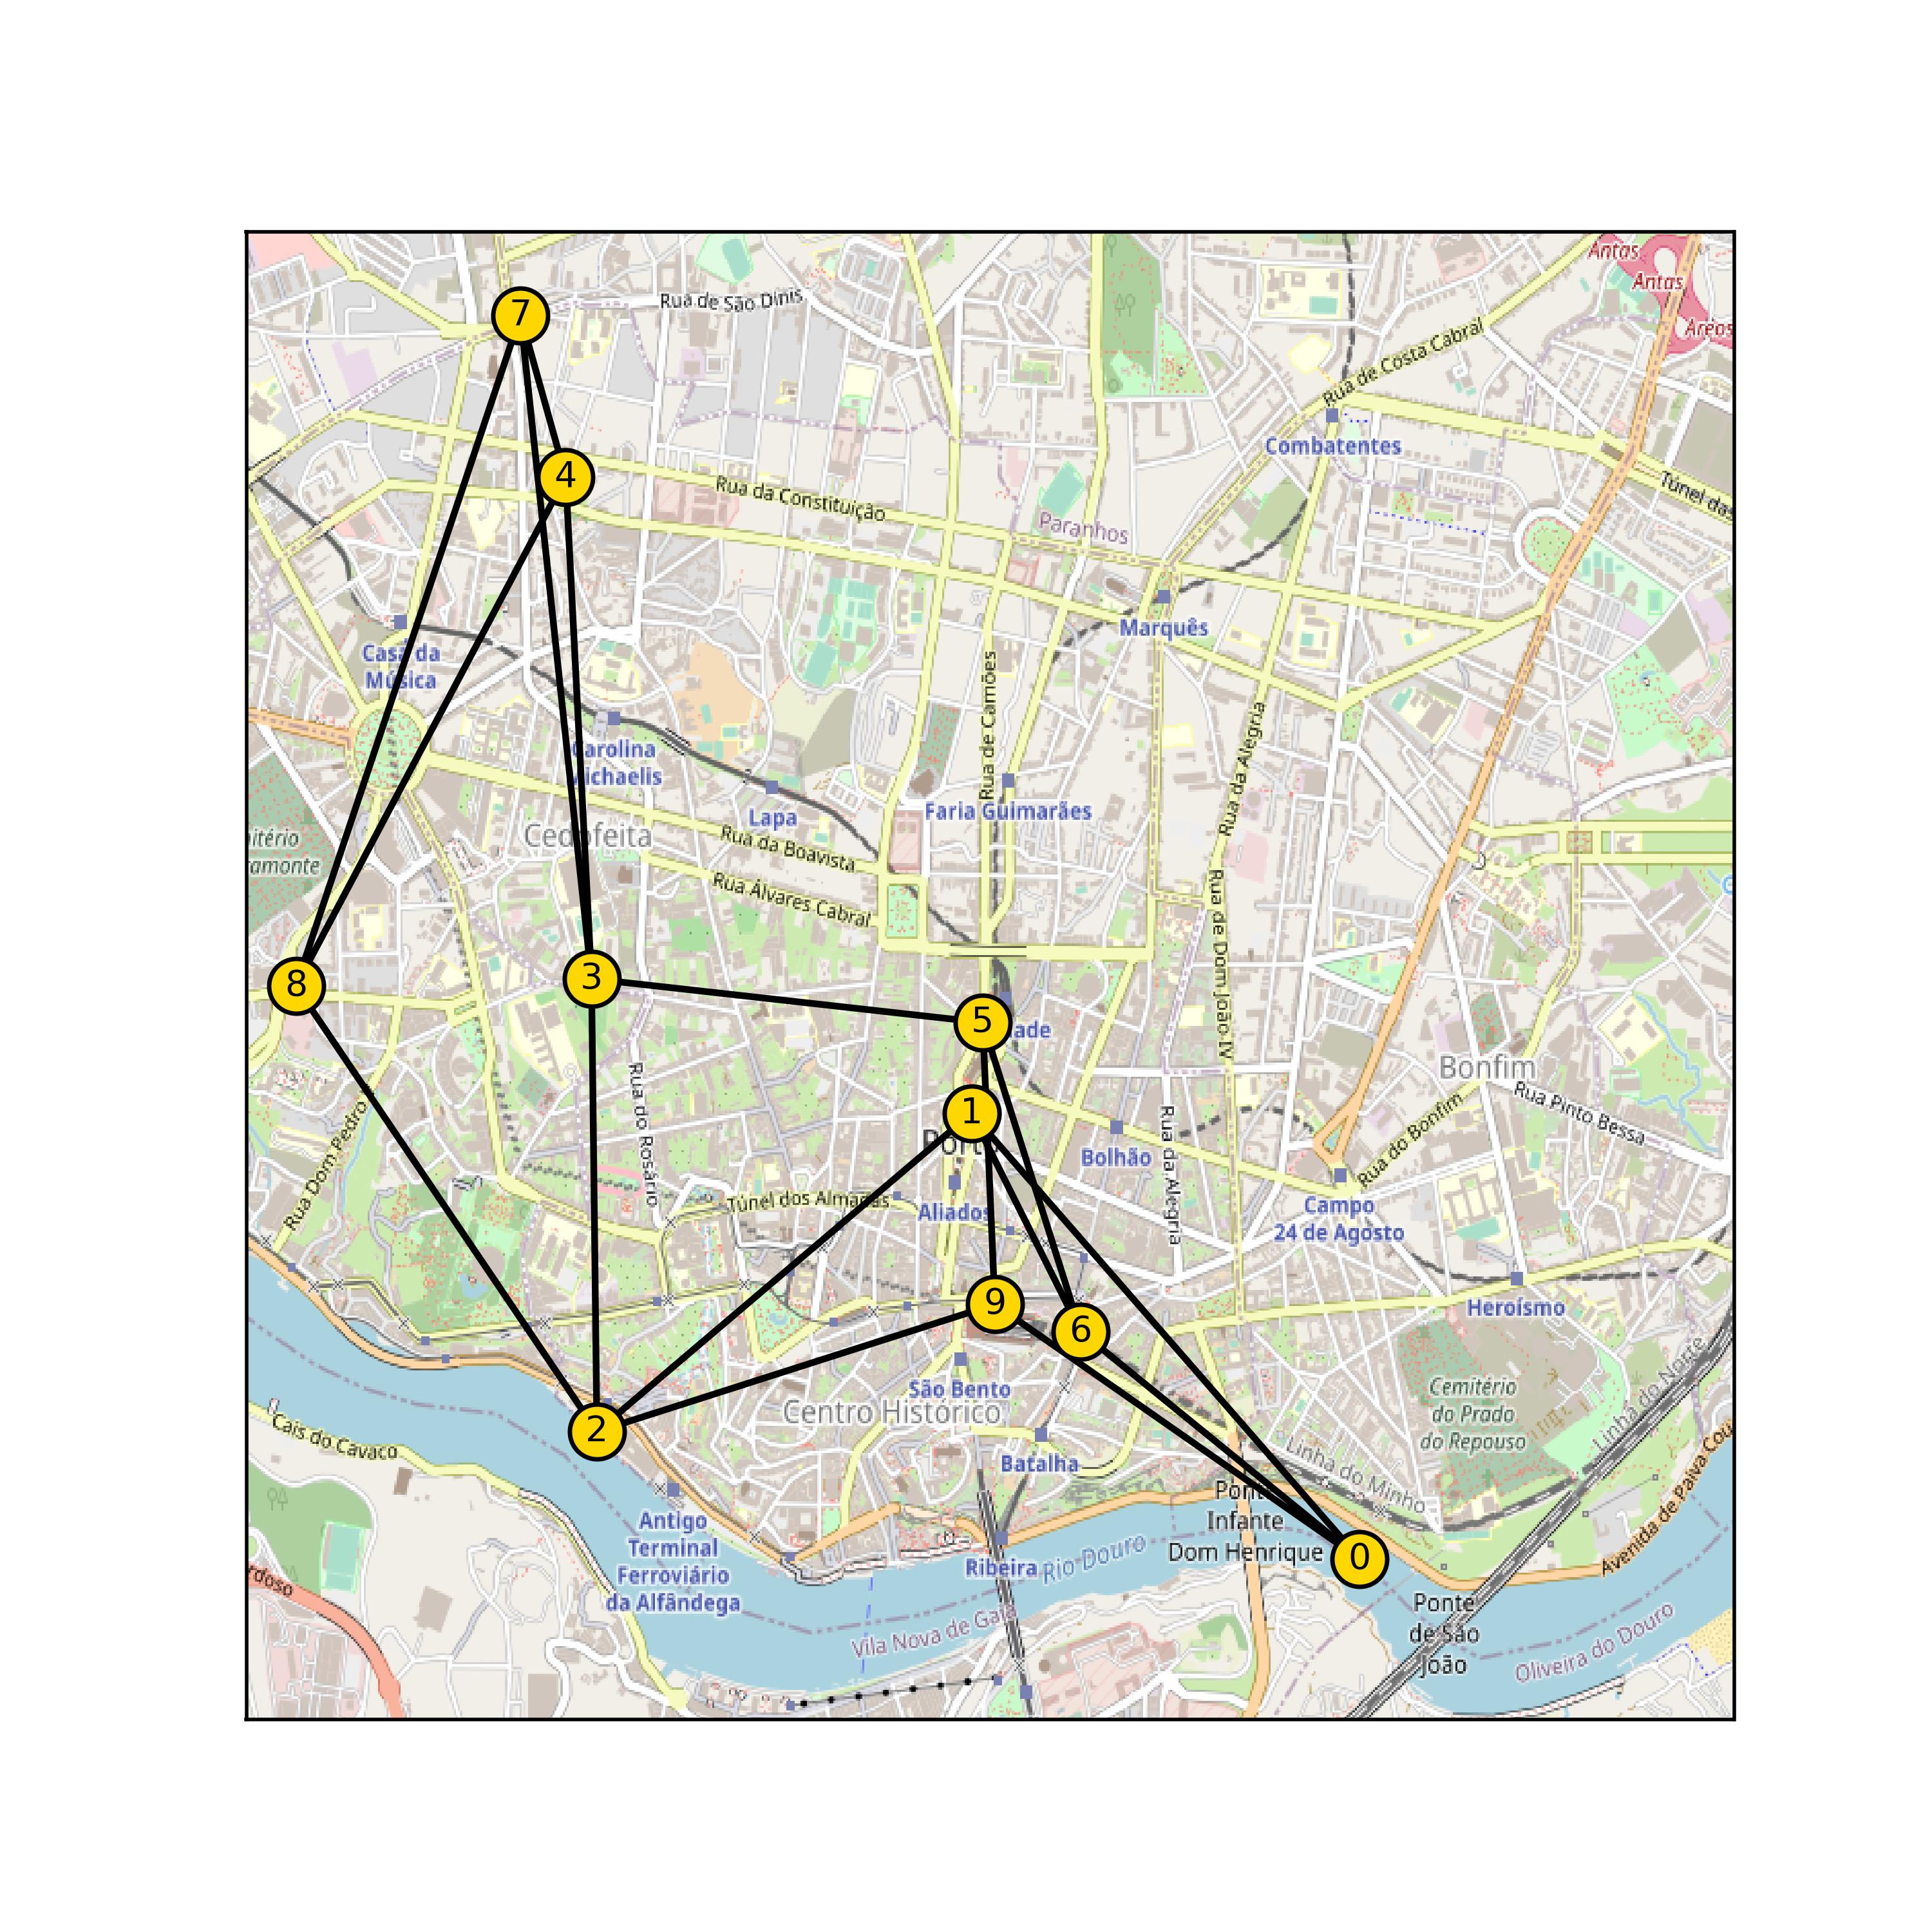 Antas
Antas
Rua de São Dinis
7
Rua de Costa Cabral
Combatentes
4
Rua da Constituição
Túnel das
Paranhos
Marquês
Casa da
Música
Rua de Camões
Rua da Alegria
Carolina
Lapa
Faria Guimarães
Cedofeita
Rua da Boavista
Rua Álvares Cabral
Rua de Dom João IV
8
3
5
ade
Bonfim
Rua do Rosário
1
Porto
Rua da Alegria
Rua Pinto Bessa
Rua do Bonfim
Bolhão
Rua Dom Pedro
Túnel dos Almadas
Aliados
Campo
24 de Agosto
9
6
Heroísmo
Linha do Norte
São Bento
Centro Histórico
Cemitério
do Prado
do Repouso
2
Cais do Cavaco
Batalha
Linha do Minho
Ponte
Infante
Dom Henrique
Antigo
Terminal
Ferroviário
da Alfândega
Ribeira
Rio Douro
0
Avenida de Paiva Cou
rdoso
Vila Nova de Gaia
Ponte
de São
João
Oliveira do Douro